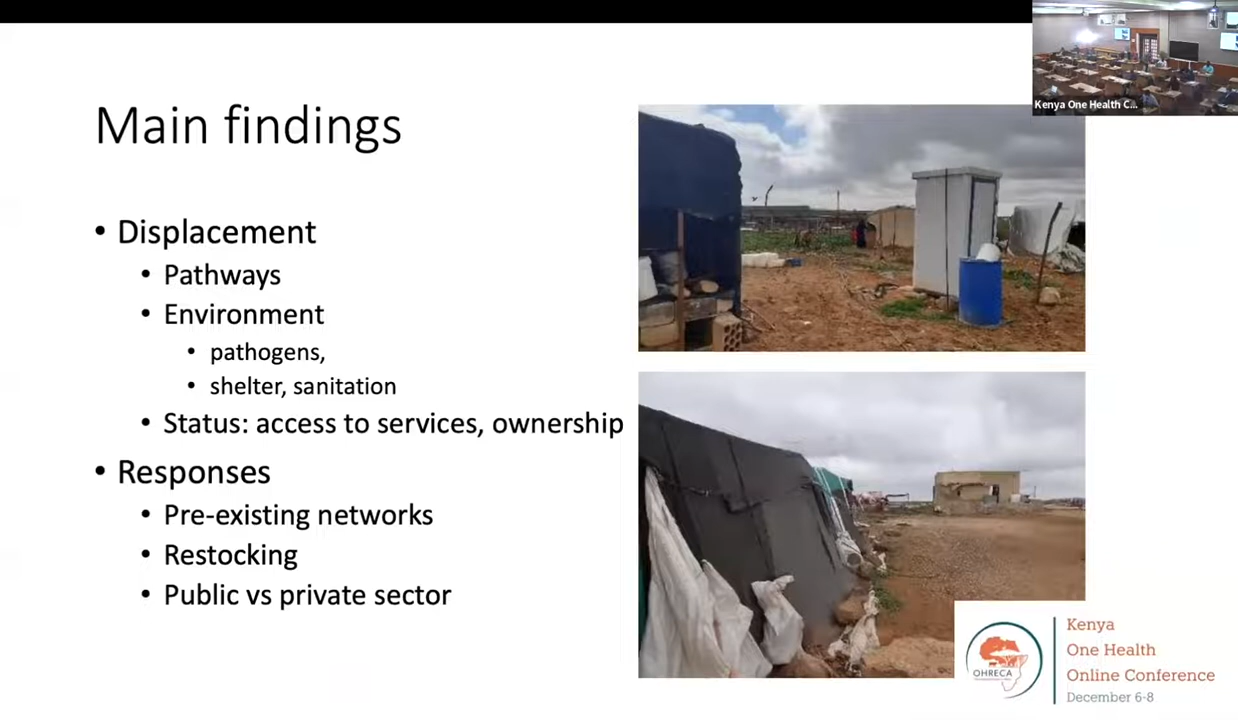 Kenya One Health C...
Main findings
• Displacement
• Pathways
• Environment
• pathogens,
• shelter, sanitation
• Status: access to services, ownership
• Responses
• Pre-existing networks
• Restocking
• Public vs private sector
OHRECA
Kenya
One Health
Online Conference
December 6-8